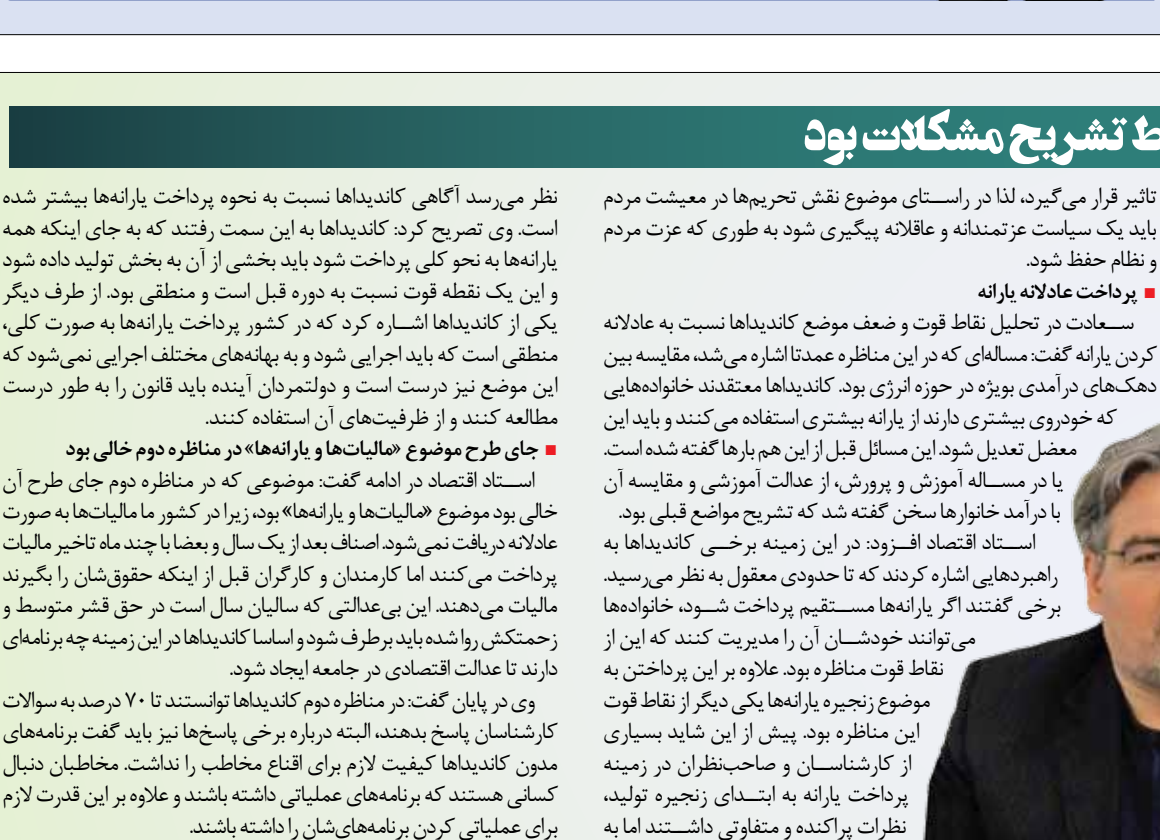 ط تشریح مشکلات بود
تاثیر قرار می‌گیرد، لذا در راستای موضوع نقش تحریم‌ها در معیشت مردم
باید یک سیاست عزتمندانه و عاقلانه پیگیری شود به طوری که عزت مردم
و نظام حفظ شود.
■ پرداخت عادلانه یارانه
سعادت در تحلیل نقاط قوت و ضعف موضع کاندیداها نسبت به عادلانه
کردن یارانه گفت: مساله‌ای که در این مناظره عمدتا اشاره می‌شد، مقایسه بین
دهک‌های درآمدی بویژه در حوزه انرژی بود. کاندیداها معتقدند خانواده‌هایی
که خودروی بیشتری دارند از یارانه بیشتری استفاده می‌کنند و باید این
معضل تعدیل شود. این مسائل قبل از این هم بارها گفته شده است.
یا در مساله آموزش و پرورش، از عدالت آموزشی و مقایسه آن
با درآمد خانوارها سخن گفته شد که تشریح مواضع قبلی بود.
استاد اقتصاد افزود: در این زمینه برخی کاندیداها به
راهبردهایی اشاره کردند که تا حدودی معقول به نظر می‌رسید.
برخی گفتند اگر یارانه‌ها مستقیم پرداخت شود، خانواده‌ها
می‌توانند خودشان آن را مدیریت کنند که این از
نقاط قوت مناظره بود. علاوه بر این پرداختن به
موضوع زنجیره یارانه‌ها یکی دیگر از نقاط قوت
این مناظره بود. پیش از این شاید بسیاری
از کارشناسان و صاحب‌نظران در زمینه
پرداخت یارانه به ابتدای زنجیره تولید،
نظرات پراکنده و متفاوتی داشتند اما به
نظر می‌رسد آگاهی کاندیداها نسبت به نحوه پرداخت یارانه‌ها بیشتر شده
است. وی تصریح کرد: کاندیداها به این سمت رفتند که به جای اینکه همه
یارانه‌ها به نحو کلی پرداخت شود باید بخشی از آن به بخش تولید داده شود
و این یک نقطه قوت نسبت به دوره قبل است و منطقی بود. از طرف دیگر
یکی از کاندیداها اشاره کرد که در کشور پرداخت یارانه‌ها به صورت کلی،
منطقی است که باید اجرایی شود و به بهانه‌های مختلف اجرایی نمی‌شود که
این موضع نیز درست است و دولتمردان آینده باید قانون را به طور درست
مطالعه کنند و از ظرفیت‌های آن استفاده کنند.
■ جای طرح موضوع «مالیات‌ها و یارانه‌ها» در مناظره دوم خالی بود
استاد اقتصاد در ادامه گفت: موضوعی که در مناظره دوم جای طرح آن
خالی بود موضوع «مالیات‌ها و یارانه‌ها» بود، زیرا در کشور ما مالیات‌ها به صورت
عادلانه دریافت نمی‌شود. اصناف بعد از یک سال و بعضا با چند ماه تاخیر مالیات
پرداخت می‌کنند اما کارمندان و کارگران قبل از اینکه حقوق‌شان را بگیرند
مالیات می‌دهند. این بی‌عدالتی که سالیان سال است در حق قشر متوسط و
زحمتکش روا شده باید برطرف شود و اساسا کاندیداها در این زمینه چه برنامه‌ای
دارند تا عدالت اقتصادی در جامعه ایجاد شود.
وی در پایان گفت: در مناظره دوم کاندیداها توانستند تا ۷۰ درصد به سوالات
کارشناسان پاسخ بدهند، البته درباره برخی پاسخ‌ها نیز باید گفت برنامه‌های
مدون کاندیداها کیفیت لازم برای اقناع مخاطب را نداشت. مخاطبان دنبال
کسانی هستند که برنامه‌های عملیاتی داشته باشند و علاوه بر این قدرت لازم
برای عملیاتی کردن برنامه‌های‌شان را داشته باشند.